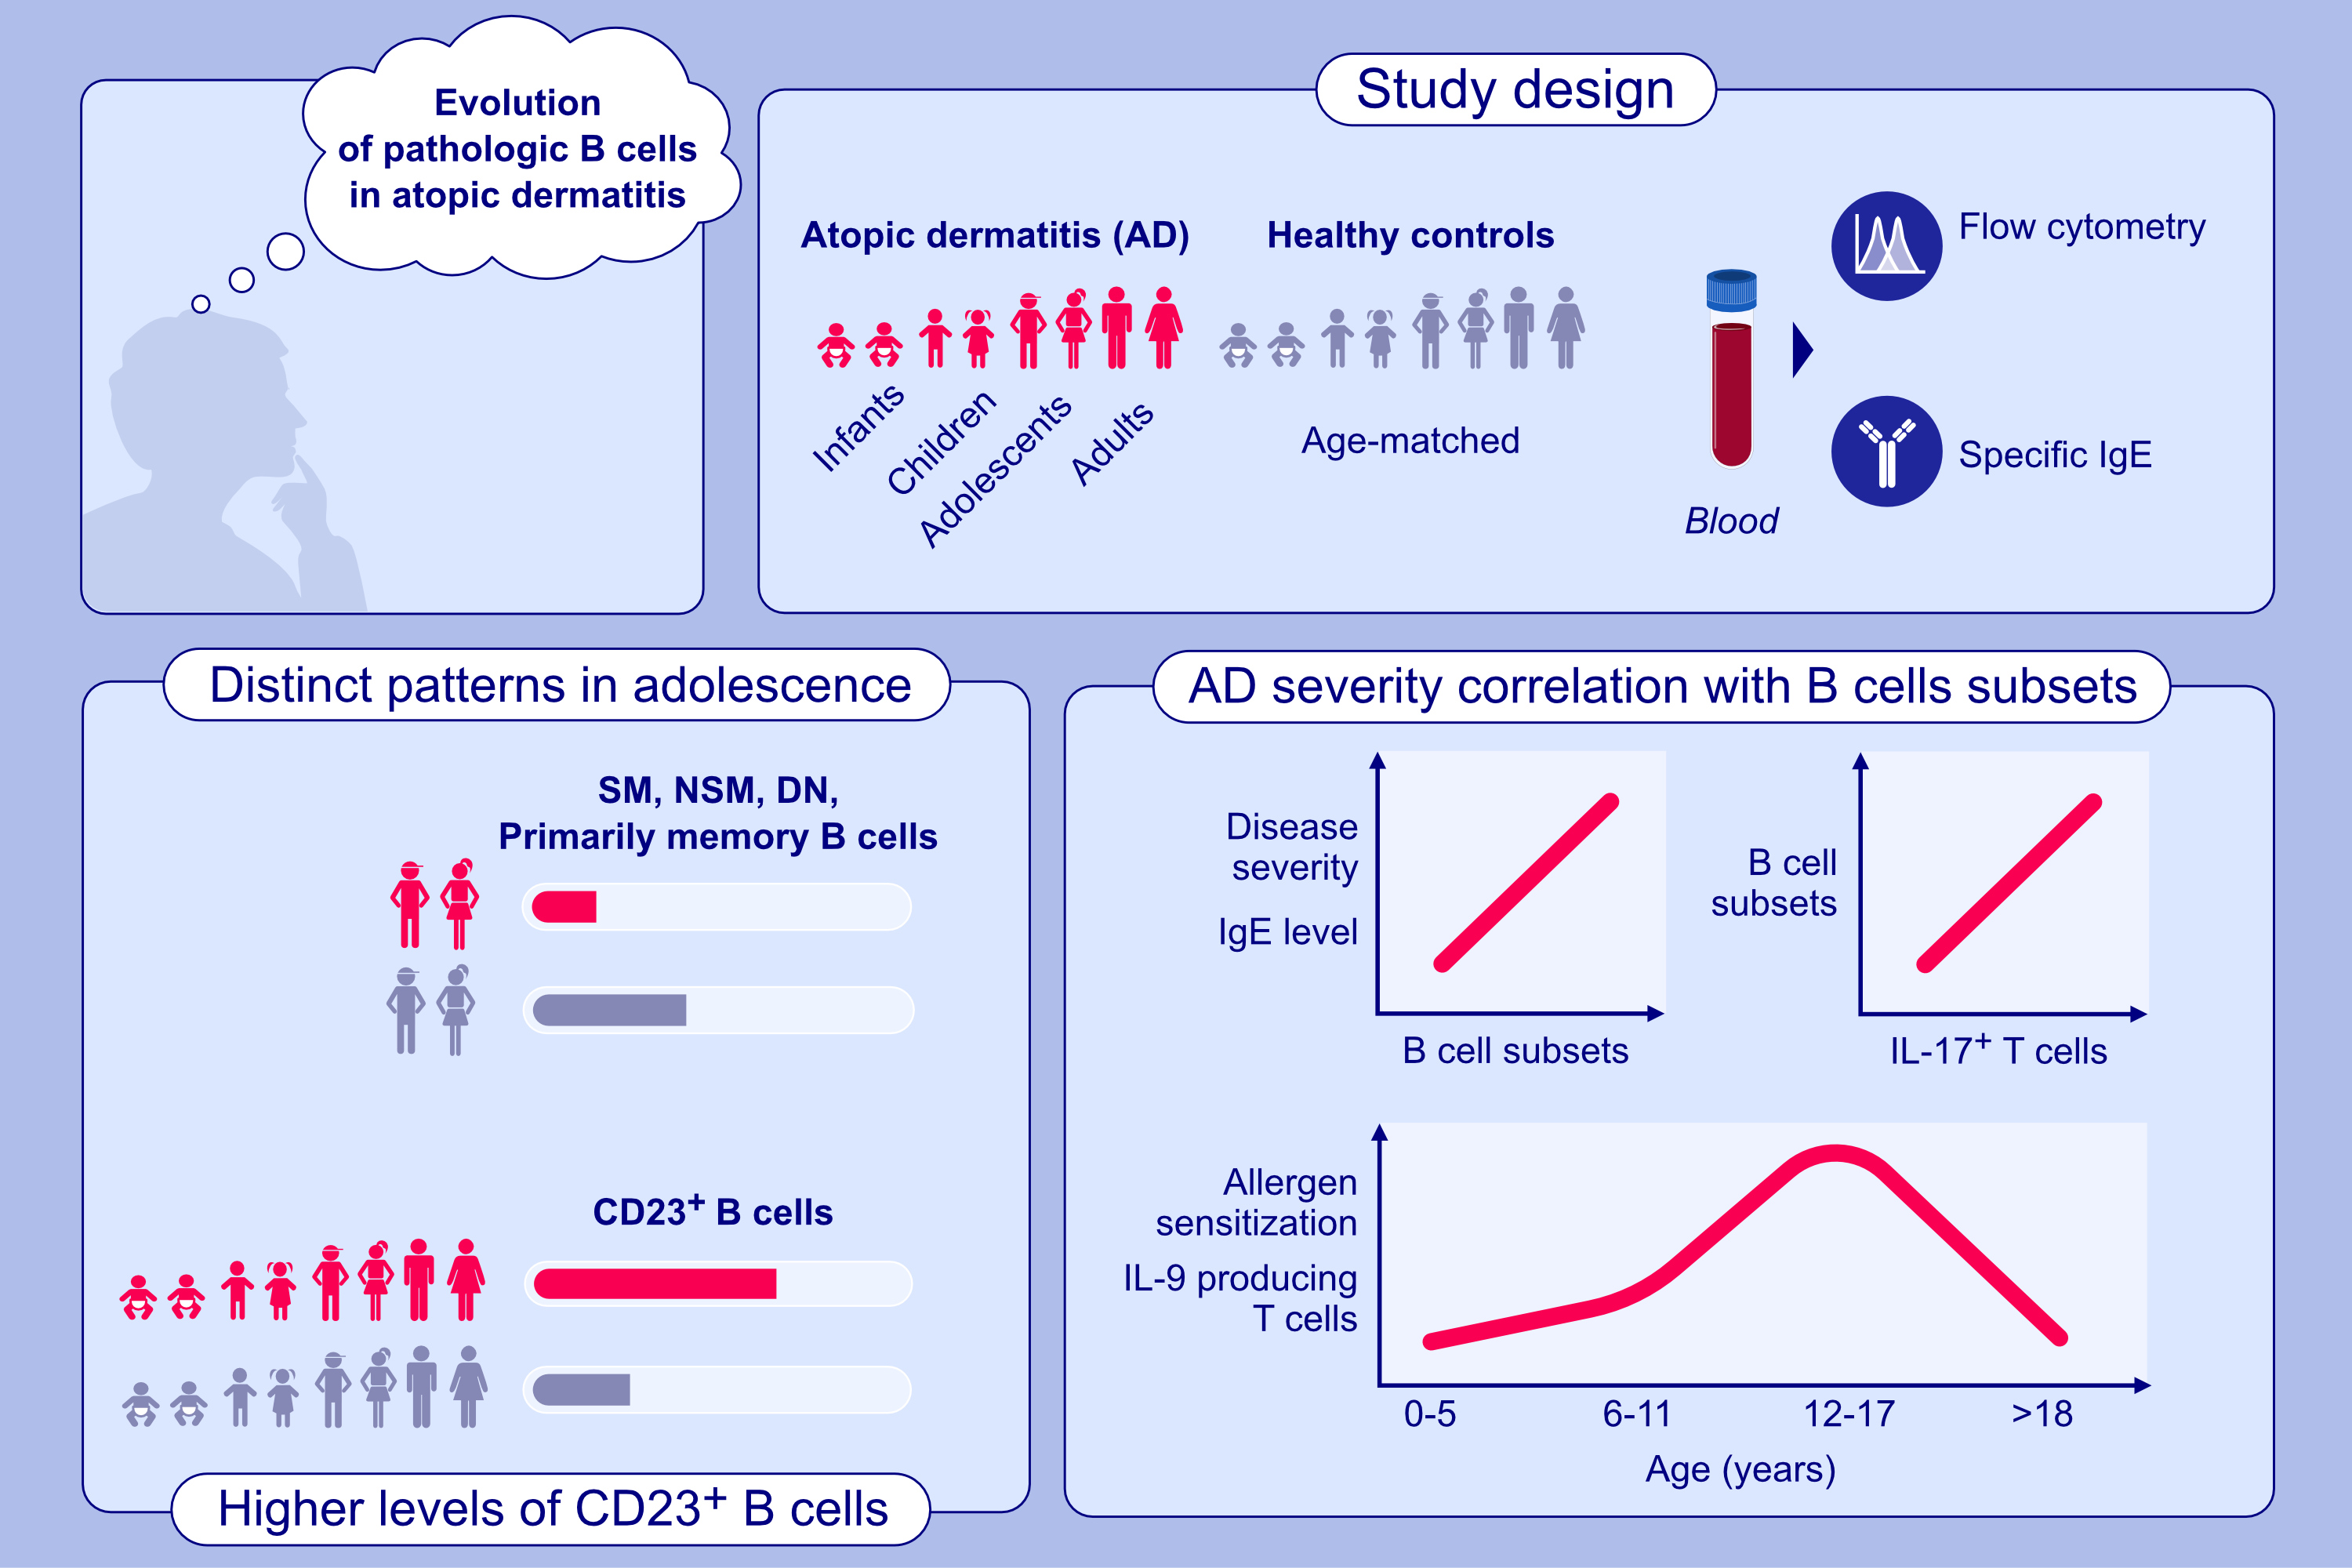 Evolution
of pathologic B cells
in atopic dermatitis
Study design
Atopic dermatitis (AD)
Healthy controls
Infants
Children
Adolescents
Adults
Age-matched
Blood
Flow cytometry
Specific IgE
Distinct patterns in adolescence
SM, NSM, DN,
Primarily memory B cells
CD23⁺ B cells
Higher levels of CD23⁺ B cells
AD severity correlation with B cells subsets
Disease
severity
IgE level
B cell subsets
B cell
subsets
IL-17⁺ T cells
Allergen
sensitization
IL-9 producing
T cells
0-5 6-11 12-17 >18
Age (years)